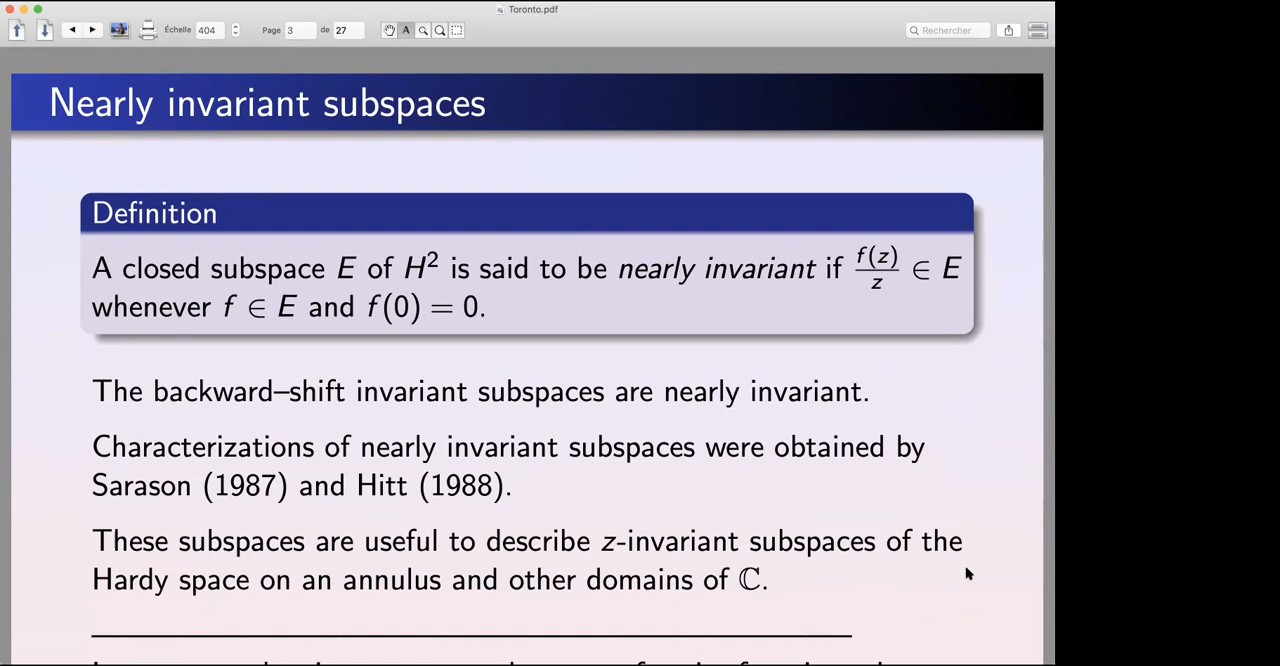 Toronto.pdf
Échelle 404 Page 3 de 27 Rechercher
Nearly invariant subspaces
Definition
A closed subspace E of H² is said to be nearly invariant if f(z)/z ∈ E
whenever f ∈ E and f(0) = 0.
The backward–shift invariant subspaces are nearly invariant.
Characterizations of nearly invariant subspaces were obtained by
Sarason (1987) and Hitt (1988).
These subspaces are useful to describe z-invariant subspaces of the
Hardy space on an annulus and other domains of ℂ.